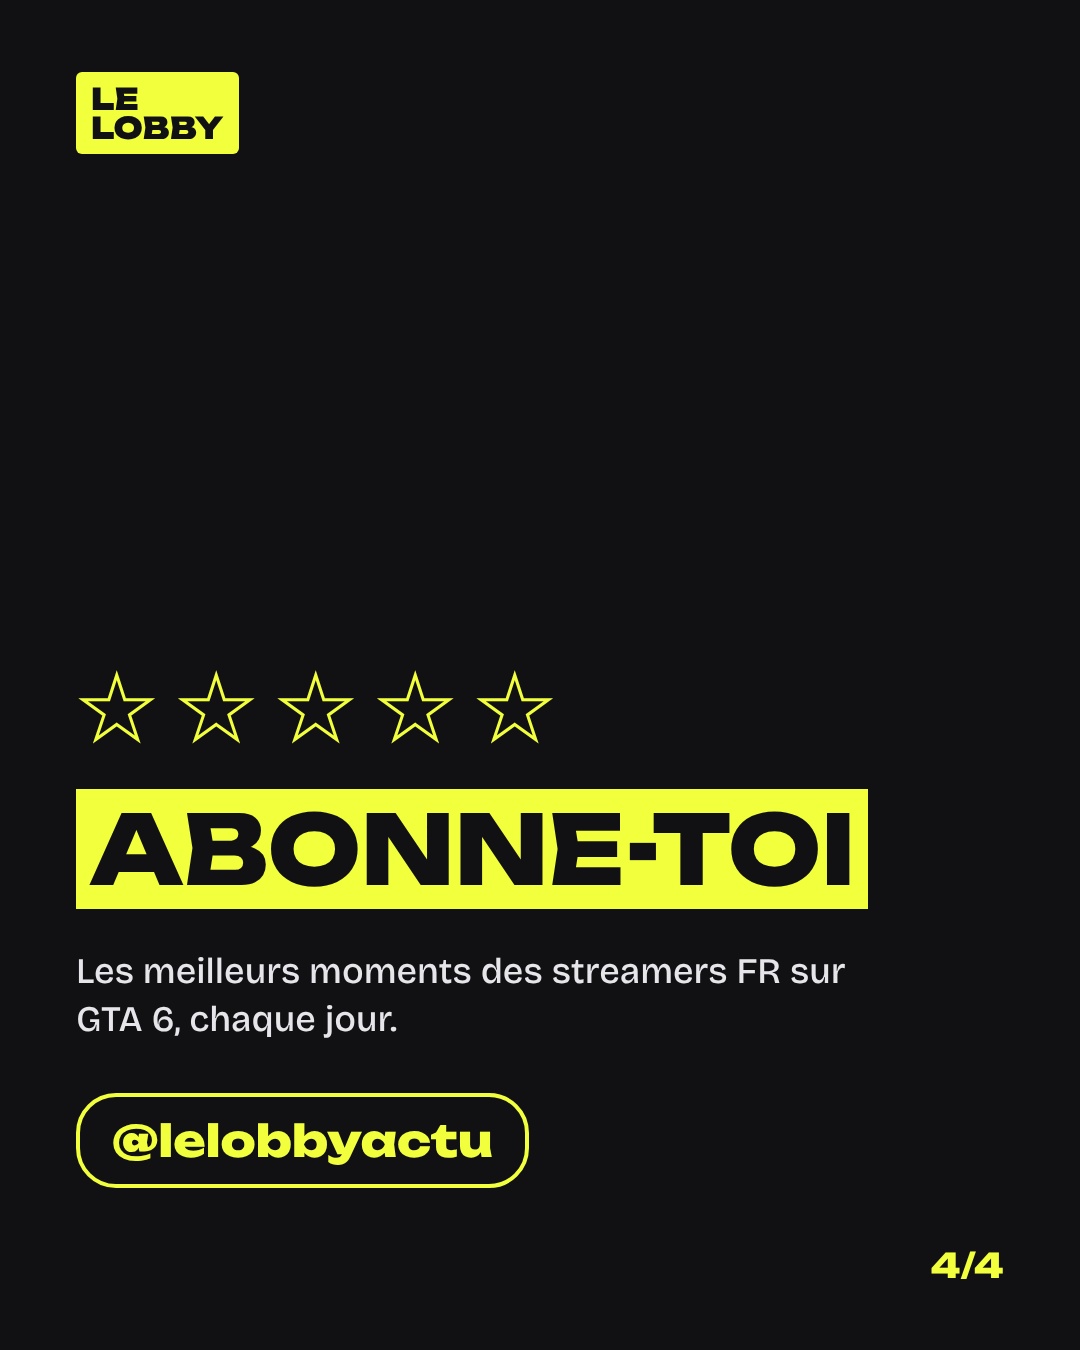 LE
LOBBY
ABONNE-TOI
Les meilleurs moments des streamers FR sur
GTA 6, chaque jour.
@lelobbyactu
4/4